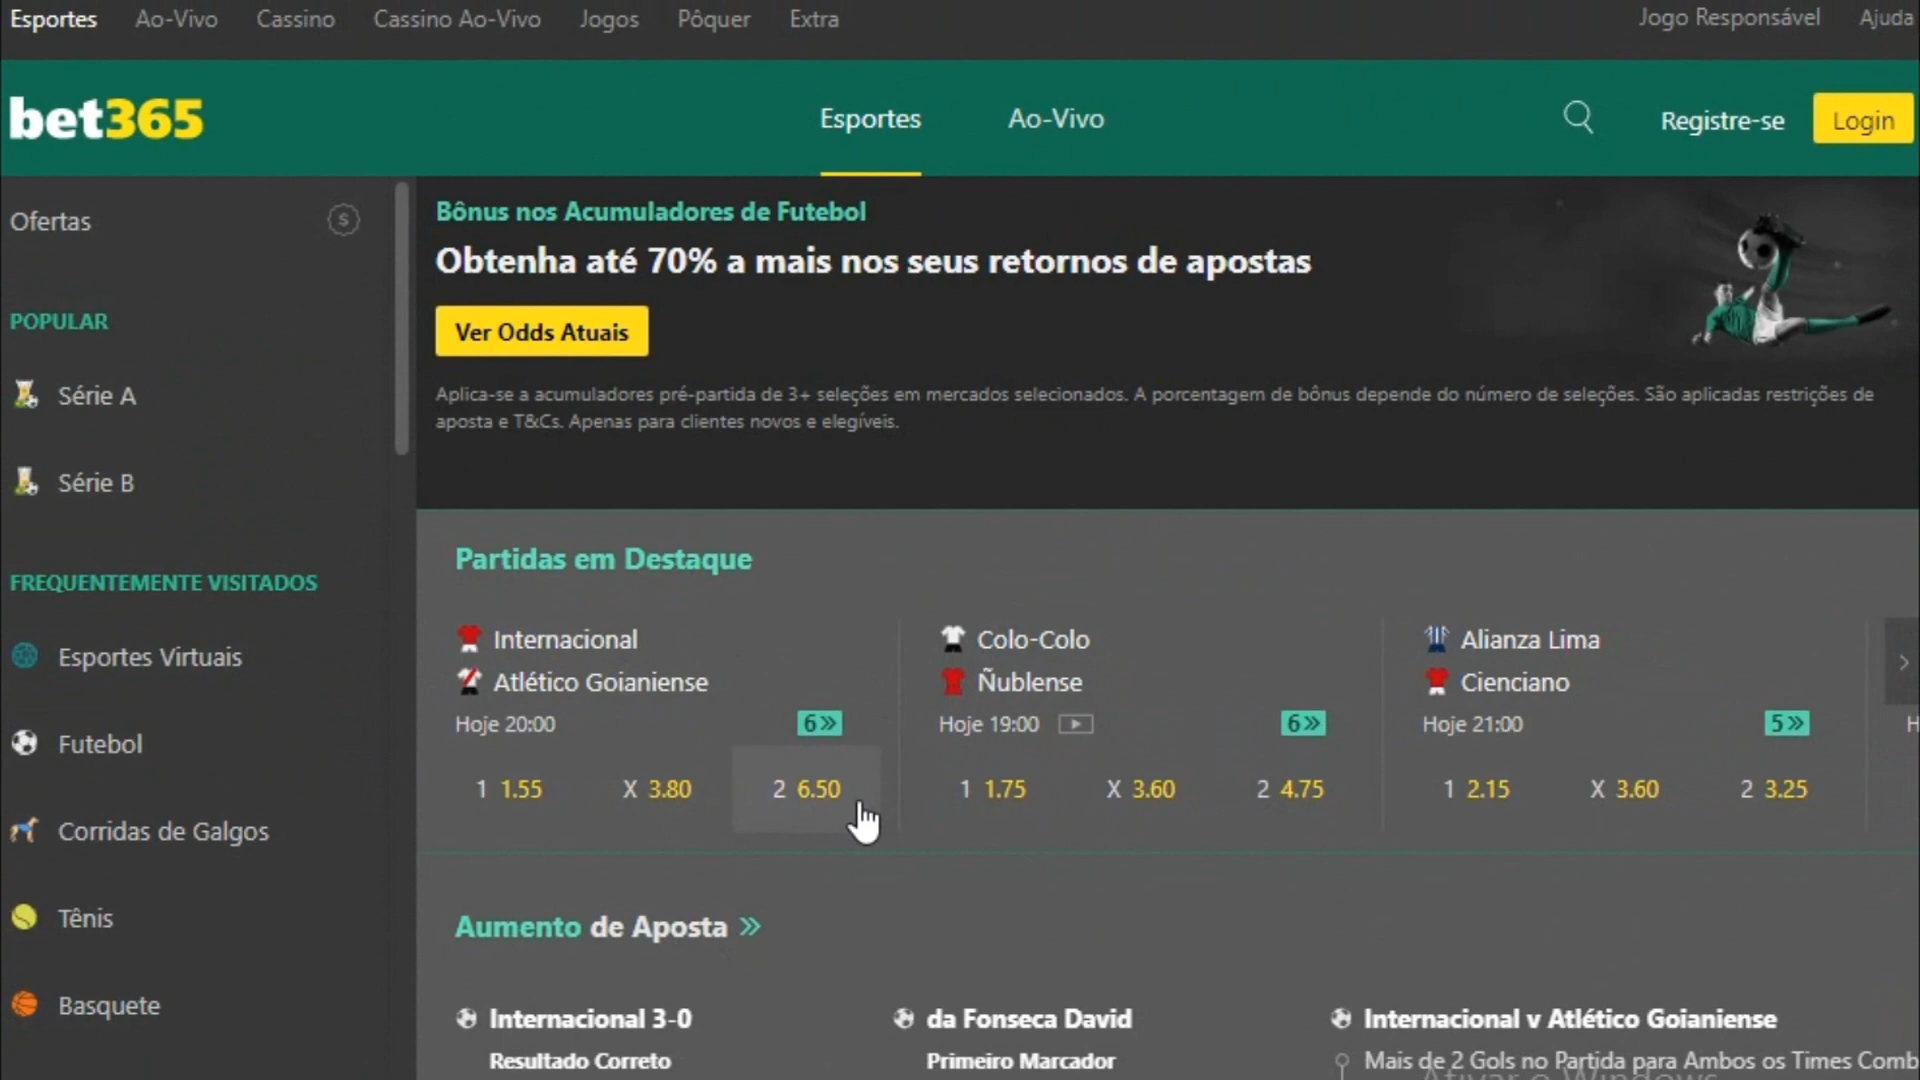 Esportes Ao-Vivo Cassino Cassino Ao-Vivo Jogos Pôquer Extra Jogo Responsável Ajuda
bet365 Esportes Ao-Vivo Registre-se Login
Ofertas
POPULAR
Série A
Série B
FREQUENTEMENTE VISITADOS
Esportes Virtuais
Futebol
Corridas de Galgos
Tênis
Basquete
Bônus nos Acumuladores de Futebol
Obtenha até 70% a mais nos seus retornos de apostas
Ver Odds Atuais
Aplica-se a acumuladores pré-partida de 3+ seleções em mercados selecionados. A porcentagem de bônus depende do número de seleções. São aplicadas restrições de
aposta e T&Cs. Apenas para clientes novos e elegíveis.
Partidas em Destaque
Internacional
Atlético Goianiense
Hoje 20:00 6»
1 1.55 X 3.80 2 6.50
Colo-Colo
Ñublense
Hoje 19:00 6»
1 1.75 X 3.60 2 4.75
Alianza Lima
Cienciano
Hoje 21:00 5»
1 2.15 X 3.60 2 3.25
Aumento de Aposta »
Internacional 3-0
Resultado Correto
da Fonseca David
Primeiro Marcador
Internacional v Atlético Goianiense
Mais de 2 Gols no Partida para Ambos os Times Comb